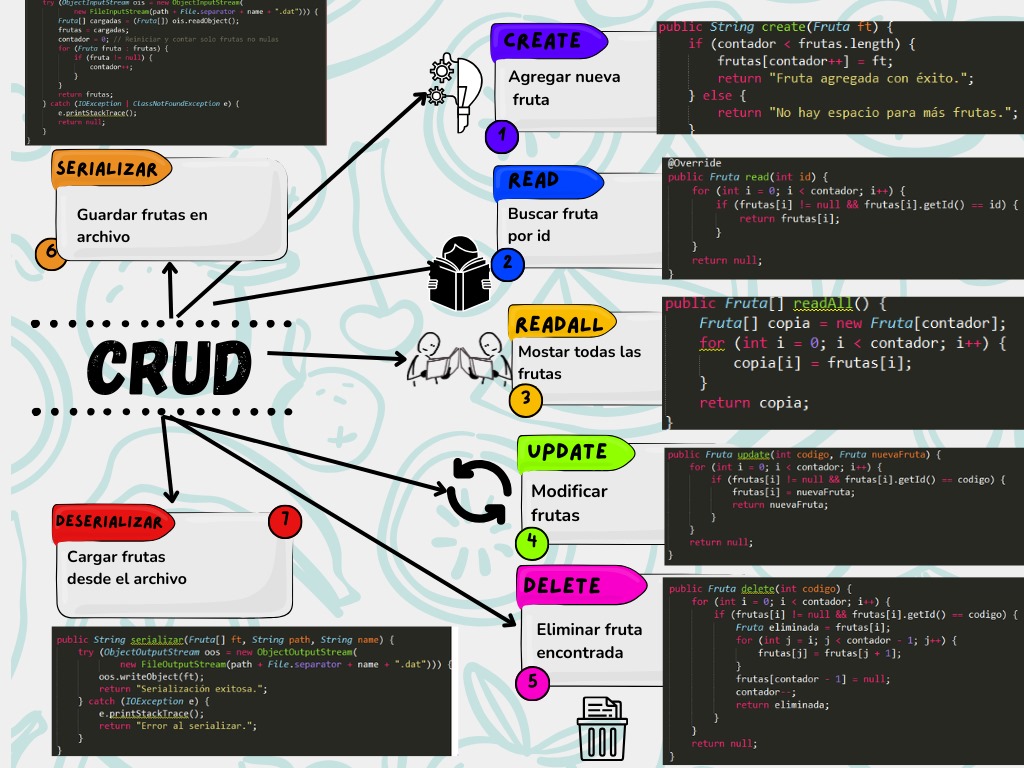 try (ObjectInputStream ois = new ObjectInputStream(
new FileInputStream(path + File.separator + name + ".dat"))) {
Fruta[] cargadas = (Fruta[]) ois.readObject();
frutas = cargadas;
contador = 0; // Reiniciar y contar solo frutas no nulas
for (Fruta fruta : frutas) {
if (fruta != null) {
contador++;
}
}
return frutas;
} catch (IOException | ClassNotFoundException e) {
e.printStackTrace();
return null;
}
}
SERIALIZAR
Guardar frutas en
archivo
6
CRUD
DESERIALIZAR
7
Cargar frutas
desde el archivo
public String serializar(Fruta[] ft, String path, String name) {
try (ObjectOutputStream oos = new ObjectOutputStream(
new FileOutputStream(path + File.separator + name + ".dat"))) {
oos.writeObject(ft);
return "Serialización exitosa.";
} catch (IOException e) {
e.printStackTrace();
return "Error al serializar.";
}
}
CREATE
Agregar nueva
fruta
1
public String create(Fruta ft) {
if (contador < frutas.length) {
frutas[contador++] = ft;
return "Fruta agregada con éxito.";
} else {
return "No hay espacio para más frutas.";
}
READ
Buscar fruta
por id
2
@Override
public Fruta read(int id) {
for (int i = 0; i < contador; i++) {
if (frutas[i] != null && frutas[i].getId() == id) {
return frutas[i];
}
}
return null;
}
READALL
Mostar todas las
frutas
3
public Fruta[] readAll() {
Fruta[] copia = new Fruta[contador];
for (int i = 0; i < contador; i++) {
copia[i] = frutas[i];
}
return copia;
}
UPDATE
Modificar
frutas
4
public Fruta update(int codigo, Fruta nuevaFruta) {
for (int i = 0; i < contador; i++) {
if (frutas[i] != null && frutas[i].getId() == codigo) {
frutas[i] = nuevaFruta;
return nuevaFruta;
}
}
return null;
}
DELETE
Eliminar fruta
encontrada
5
public Fruta delete(int codigo) {
for (int i = 0; i < contador; i++) {
if (frutas[i] != null && frutas[i].getId() == codigo) {
Fruta eliminada = frutas[i];
for (int j = i; j < contador - 1; j++) {
frutas[j] = frutas[j + 1];
}
frutas[contador - 1] = null;
contador--;
return eliminada;
}
}
return null;
}